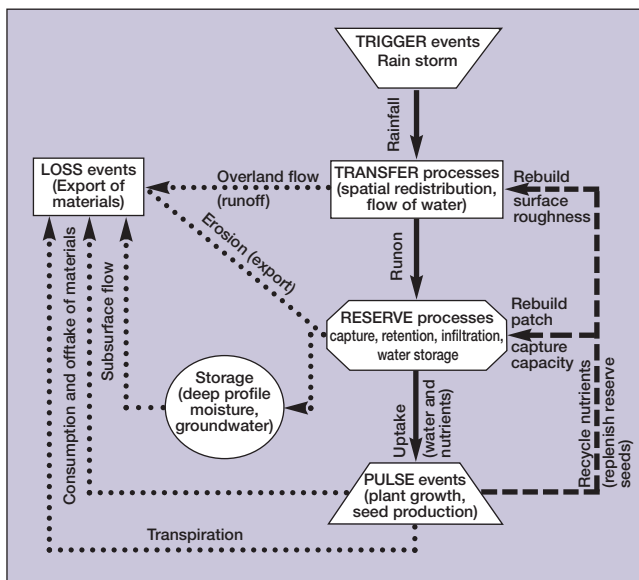 TRIGGER events
Rain storm
Rainfall
LOSS events
(Export of
materials)
Overland flow
(runoff)
TRANSFER processes
(spatial redistribution,
flow of water)
Rebuild
surface
roughness
Erosion (export)
Runon
Consumption and offtake of materials
Subsurface flow
RESERVE processes
capture, retention, infiltration,
water storage
Rebuild
patch
capture
capacity
Storage
(deep profile
moisture,
groundwater)
Uptake
(water and
nutrients)
Recycle nutrients
(replenish reserve
seeds)
PULSE events
(plant growth,
seed production)
Transpiration